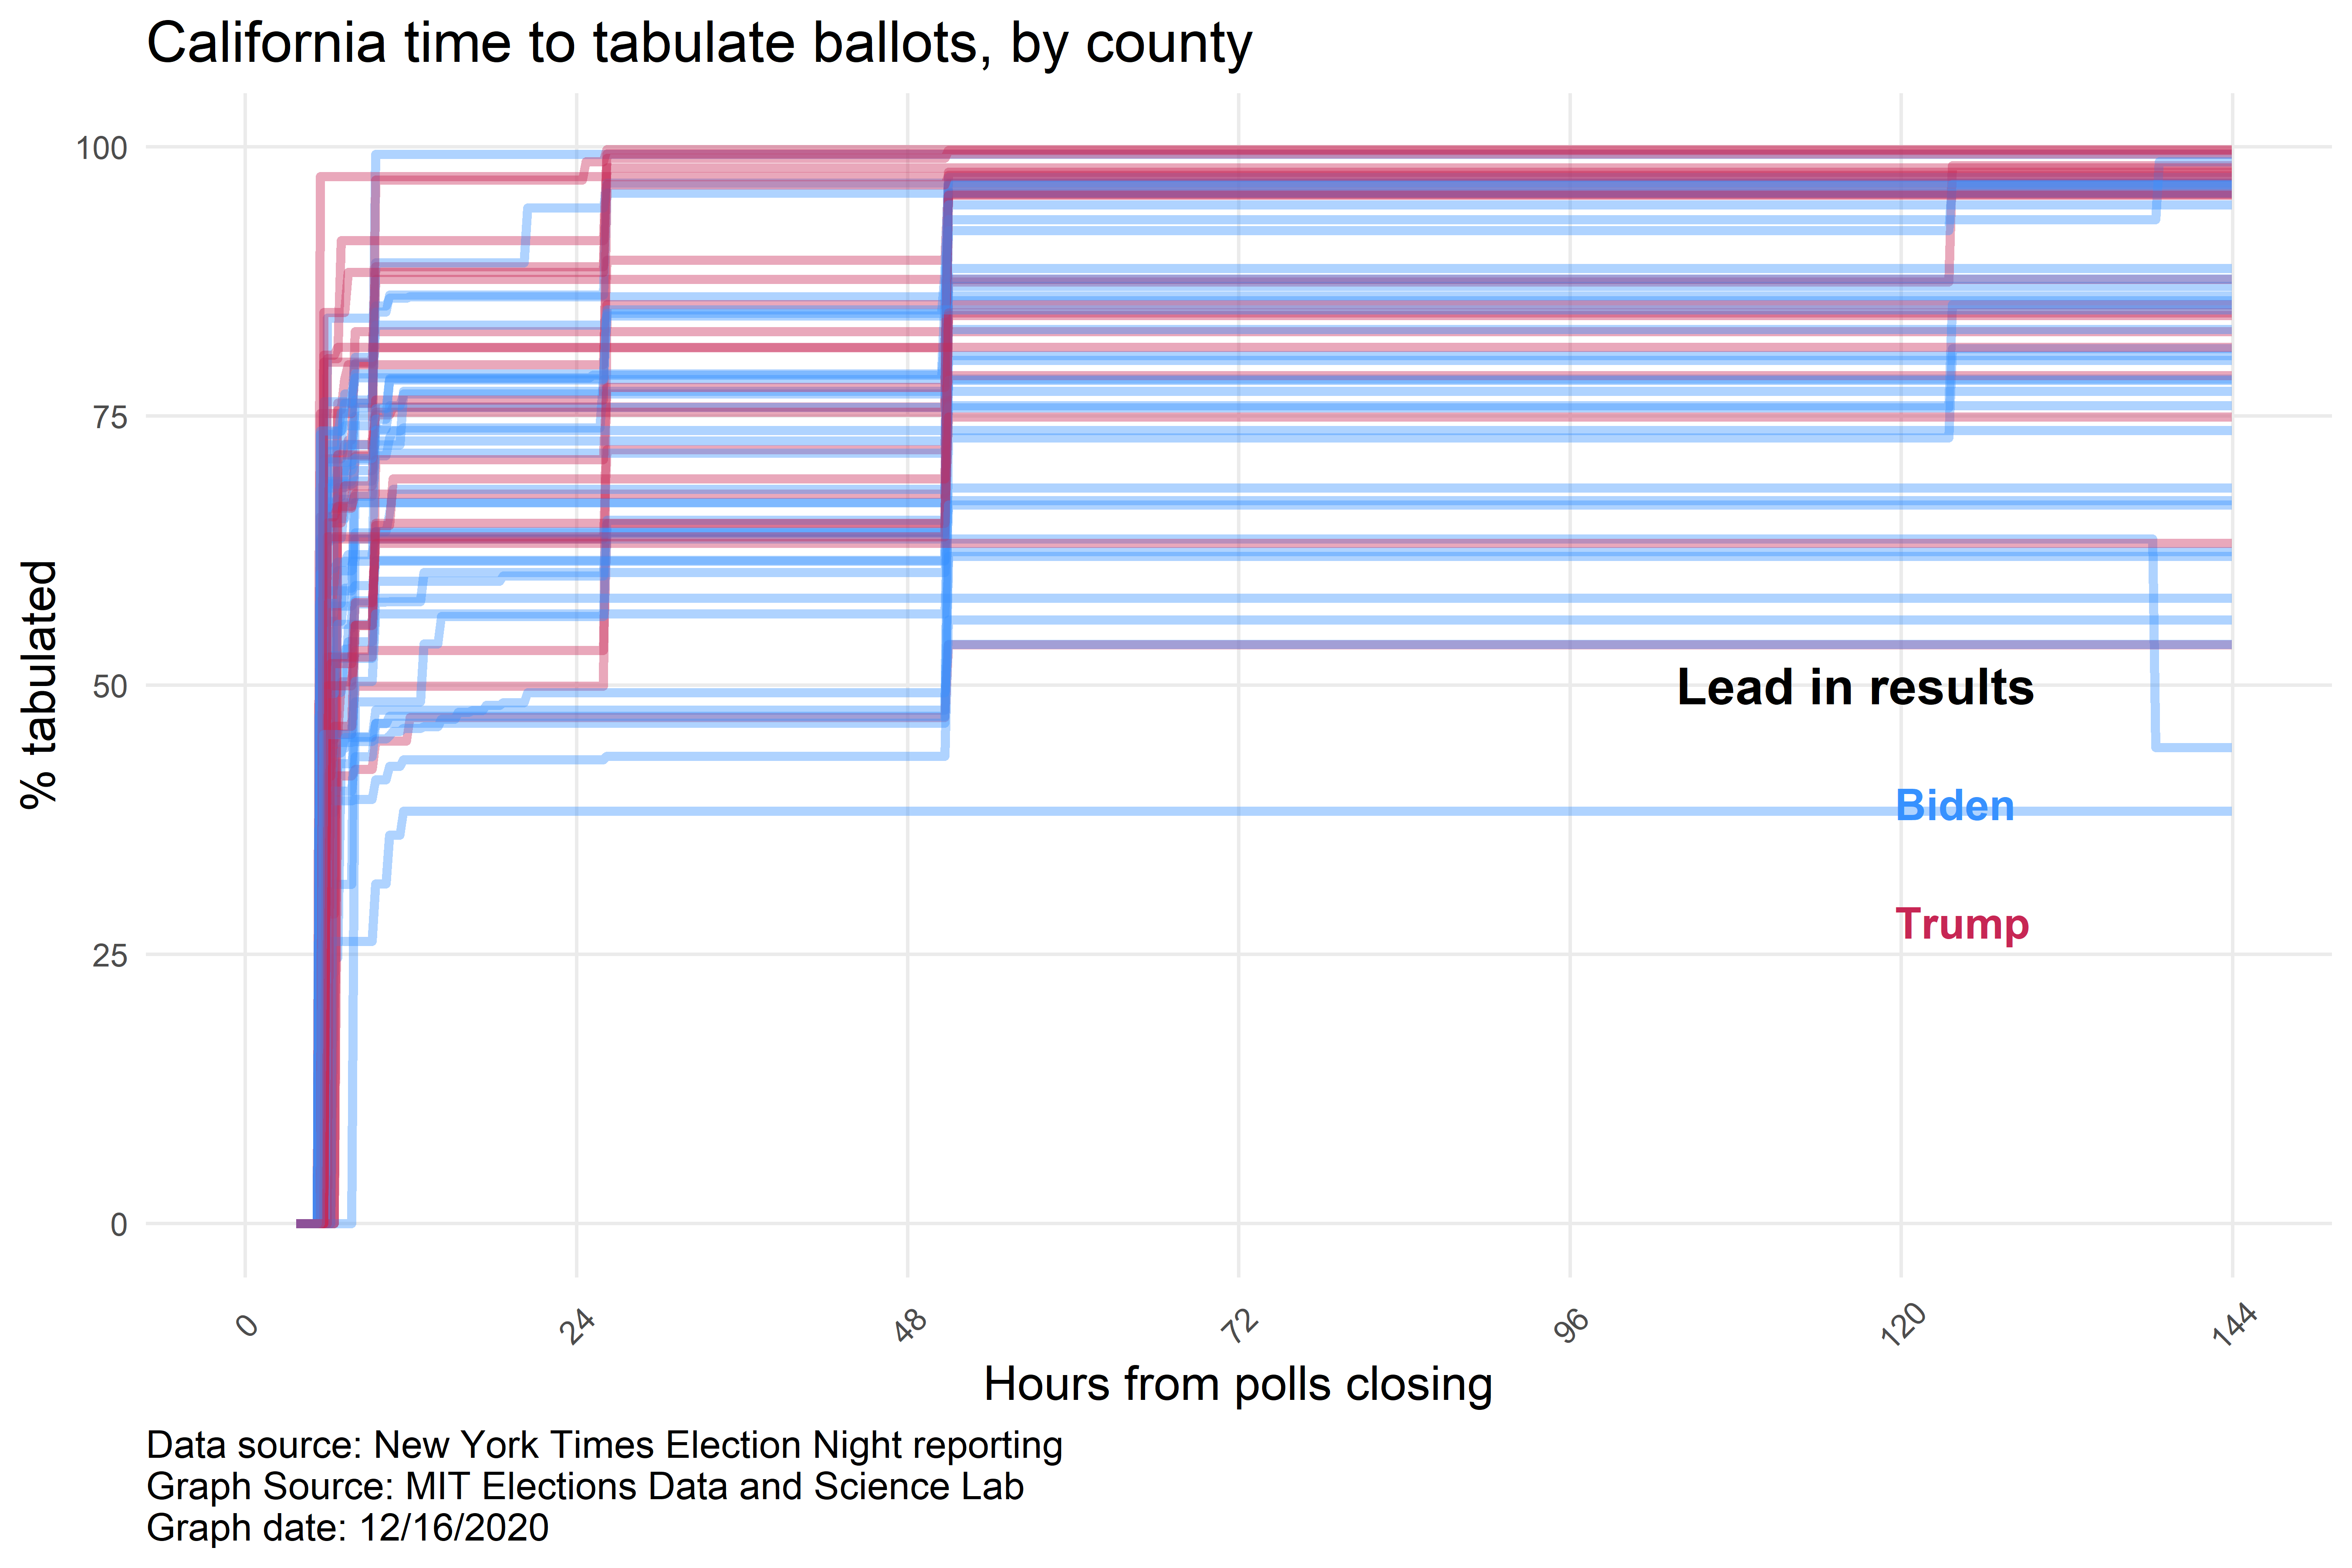 California time to tabulate ballots, by county
100
75
50
25
0
% tabulated
Lead in results
Biden
Trump
0
24
48
72
96
120
144
Hours from polls closing
Data source: New York Times Election Night reporting
Graph Source: MIT Elections Data and Science Lab
Graph date: 12/16/2020